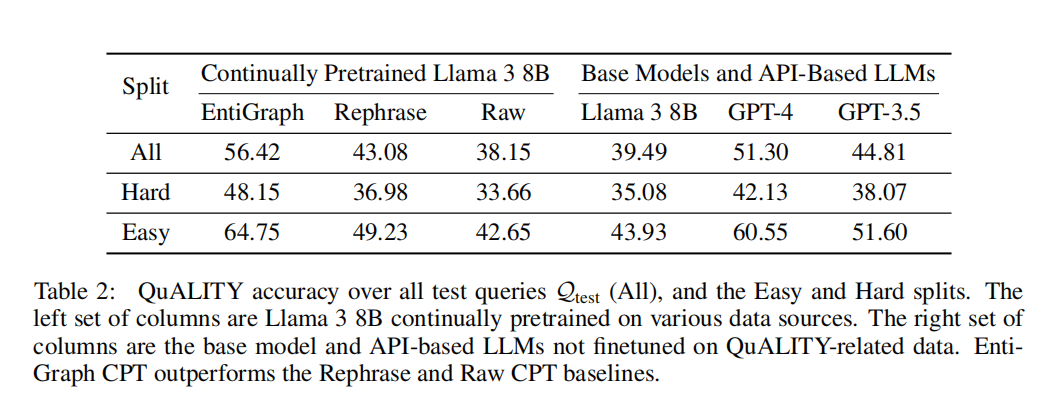 Split Continually Pretrained Llama 3 8B Base Models and API-Based LLMs
EntiGraph Rephrase Raw Llama 3 8B GPT-4 GPT-3.5
All 56.42 43.08 38.15 39.49 51.30 44.81
Hard 48.15 36.98 33.66 35.08 42.13 38.07
Easy 64.75 49.23 42.65 43.93 60.55 51.60
Table 2: QuALITY accuracy over all test queries 𝒬test (All), and the Easy and Hard splits. The
left set of columns are Llama 3 8B continually pretrained on various data sources. The right set of
columns are the base model and API-based LLMs not finetuned on QuALITY-related data. Enti-
Graph CPT outperforms the Rephrase and Raw CPT baselines.